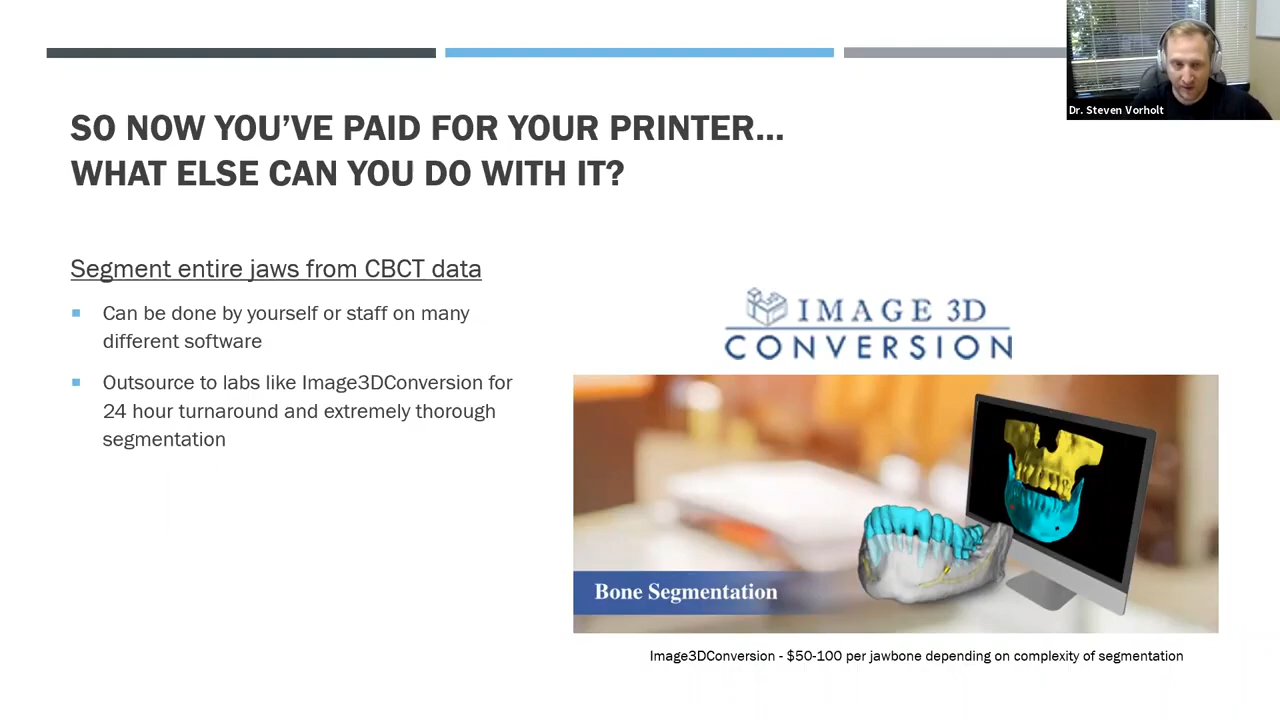 Dr. Steven Vorholt
SO NOW YOU'VE PAID FOR YOUR PRINTER...
WHAT ELSE CAN YOU DO WITH IT?
Segment entire jaws from CBCT data
Can be done by yourself or staff on many
different software
Outsource to labs like Image3DConversion for
24 hour turnaround and extremely thorough
segmentation
IMAGE 3D
CONVERSION
Bone Segmentation
Image3DConversion - $50-100 per jawbone depending on complexity of segmentation